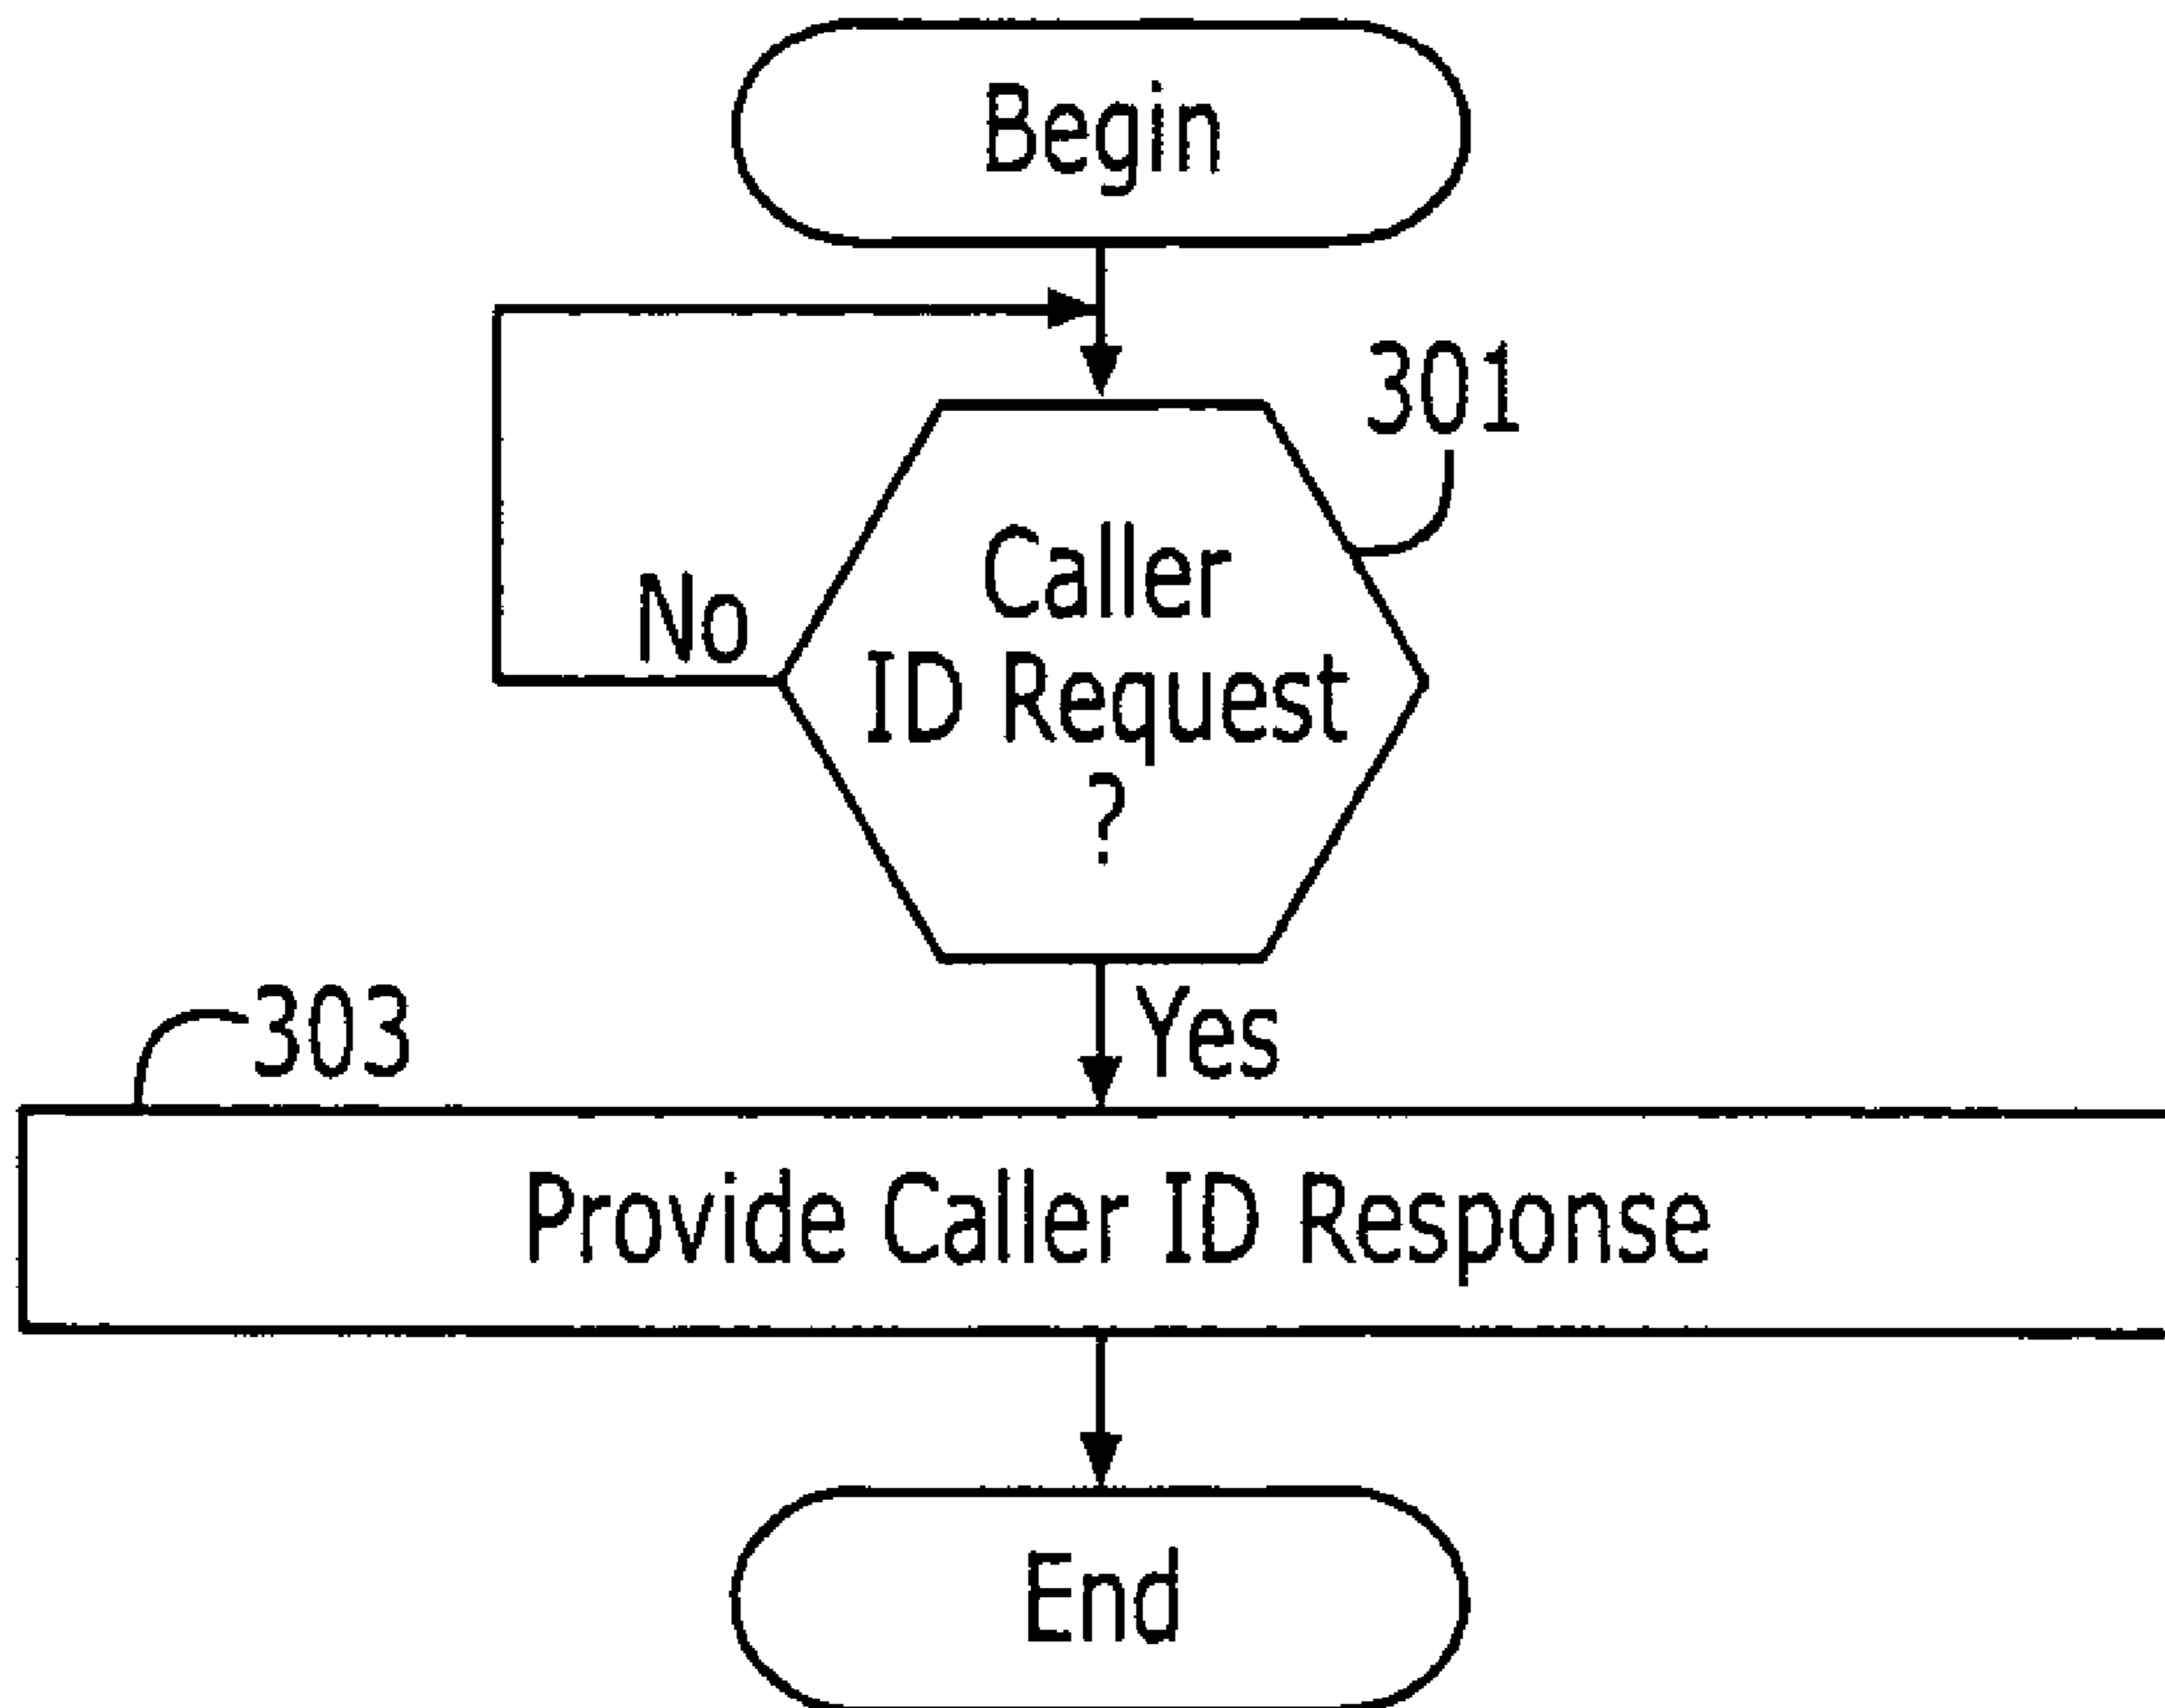 Begin
301
Caller
ID Request
?
No
Yes
303
Provide Caller ID Response
End